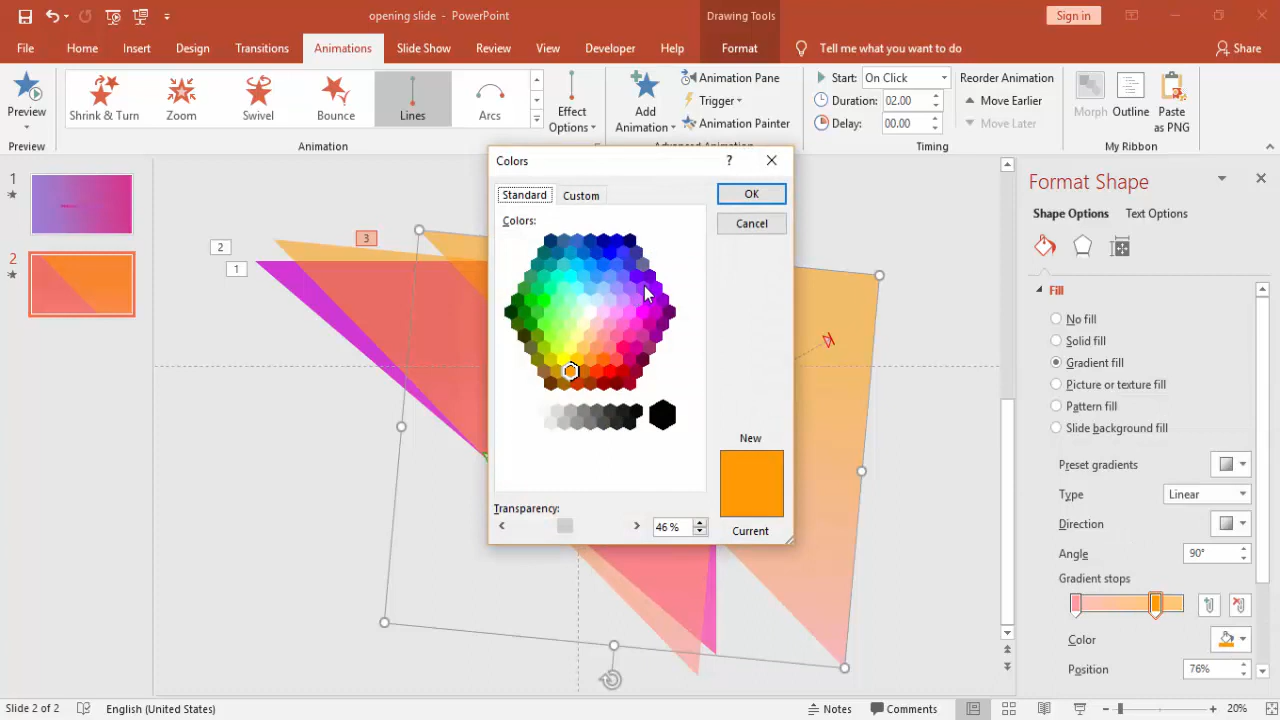 opening slide - PowerPoint
Drawing Tools
Sign in
File
Home
Insert
Design
Transitions
Animations
Slide Show
Review
View
Developer
Help
Format
Tell me what you want to do
Share
Preview
Shrink & Turn
Zoom
Swivel
Bounce
Lines
Arcs
Effect
Options
Add
Animation
Animation Pane
Trigger
Animation Painter
Start: On Click
Duration: 02.00
Delay: 00.00
Reorder Animation
Move Earlier
Move Later
Morph
Outline
Paste
as PNG
Preview
Animation
Advanced Animation
Timing
My Ribbon
1
2
2
1
3
Colors
?
Standard
Custom
OK
Cancel
Colors:
New
Current
Transparency:
46 %
Format Shape
Shape Options
Text Options
Fill
No fill
Solid fill
Gradient fill
Picture or texture fill
Pattern fill
Slide background fill
Preset gradients
Type
Linear
Direction
Angle
90°
Gradient stops
Color
Position
76%
Slide 2 of 2
English (United States)
Notes
Comments
20%